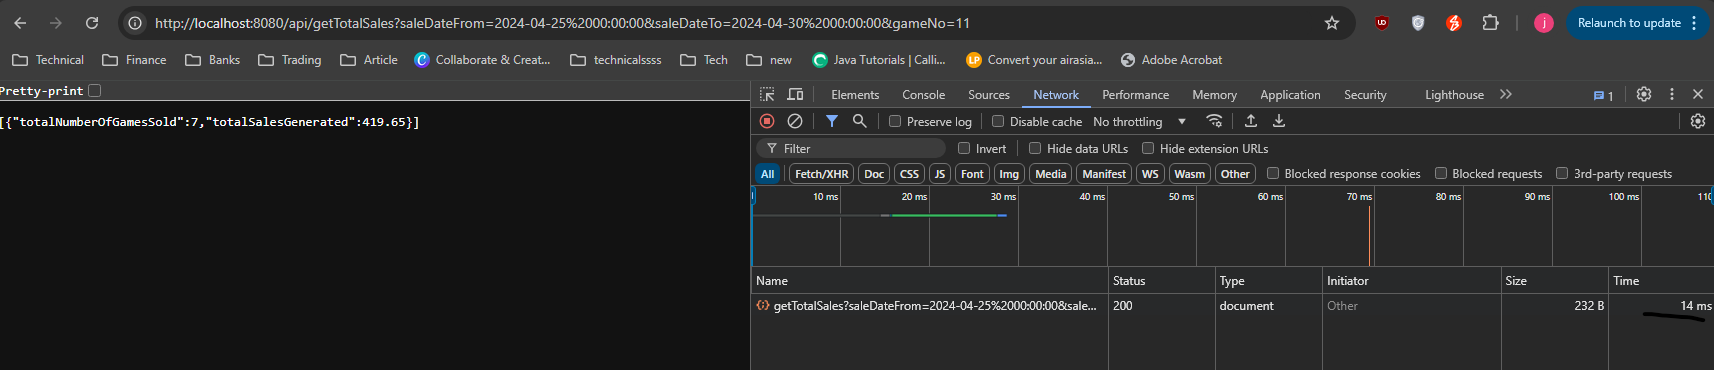 http://localhost:8080/api/getTotalSales?saleDateFrom=2024-04-25%2000:00:00&saleDateTo=2024-04-30%2000:00:00&gameNo=11
j
Relaunch to update
Technical Finance Banks Trading Article Collaborate & Creat... technicalssss Tech new Java Tutorials | Calli... LP Convert your airasia... Adobe Acrobat
Pretty-print
[{"totalNumberOfGamesSold":7,"totalSalesGenerated":419.65}]
Elements Console Sources Network Performance Memory Application Security Lighthouse 1
Preserve log Disable cache No throttling
Filter Invert Hide data URLs Hide extension URLs
All Fetch/XHR Doc CSS JS Font Img Media Manifest WS Wasm Other Blocked response cookies Blocked requests 3rd-party requests
10 ms 20 ms 30 ms 40 ms 50 ms 60 ms 70 ms 80 ms 90 ms 100 ms 110
Name Status Type Initiator Size Time
getTotalSales?saleDateFrom=2024-04-25%2000:00:00&sale... 200 document Other 232 B 14 ms